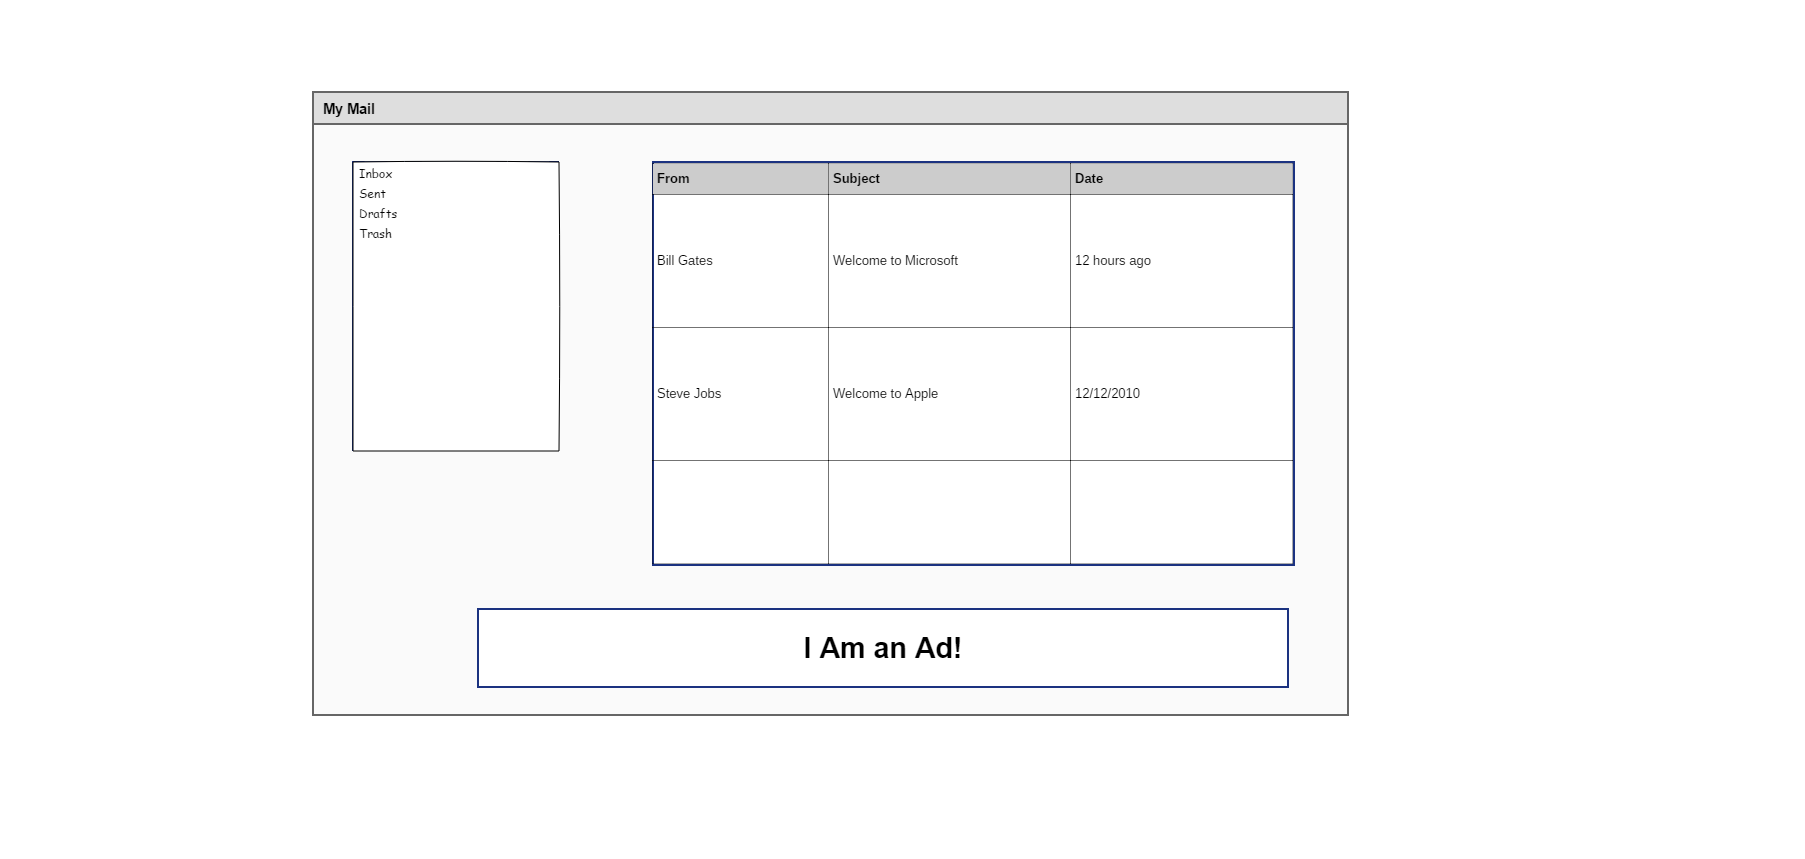 My Mail
Inbox
Sent
Drafts
Trash
From Subject Date
Bill Gates Welcome to Microsoft 12 hours ago
Steve Jobs Welcome to Apple 12/12/2010
I Am an Ad!